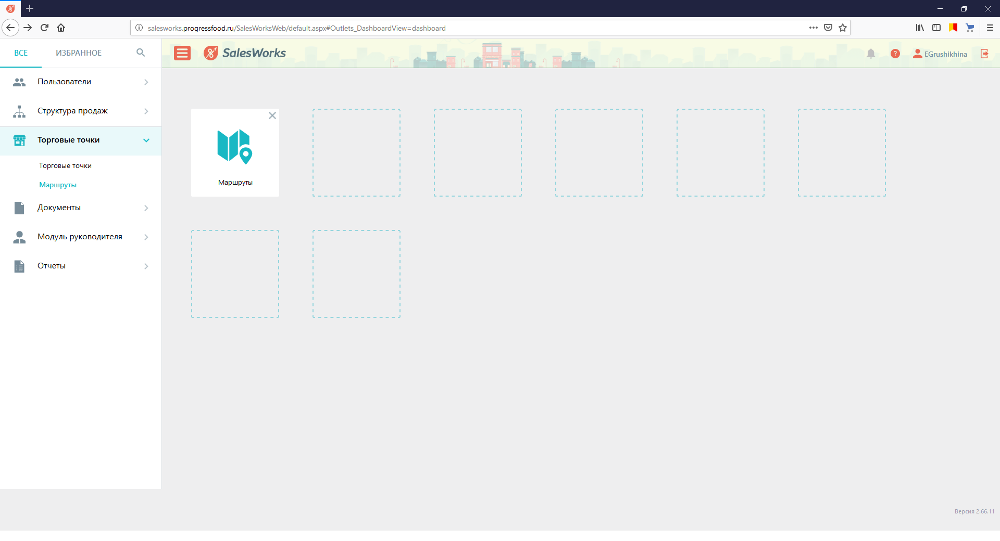 salesworks.progressfood.ru/SalesWorksWeb/default.aspx#Outlets_DashboardView=dashboard
ВСЕ ИЗБРАННОЕ
SalesWorks
? EGrushikhina
Пользователи
Структура продаж
Торговые точки
Торговые точки
Маршруты
Документы
Модуль руководителя
Отчеты
Маршруты
Версия 2.66.11